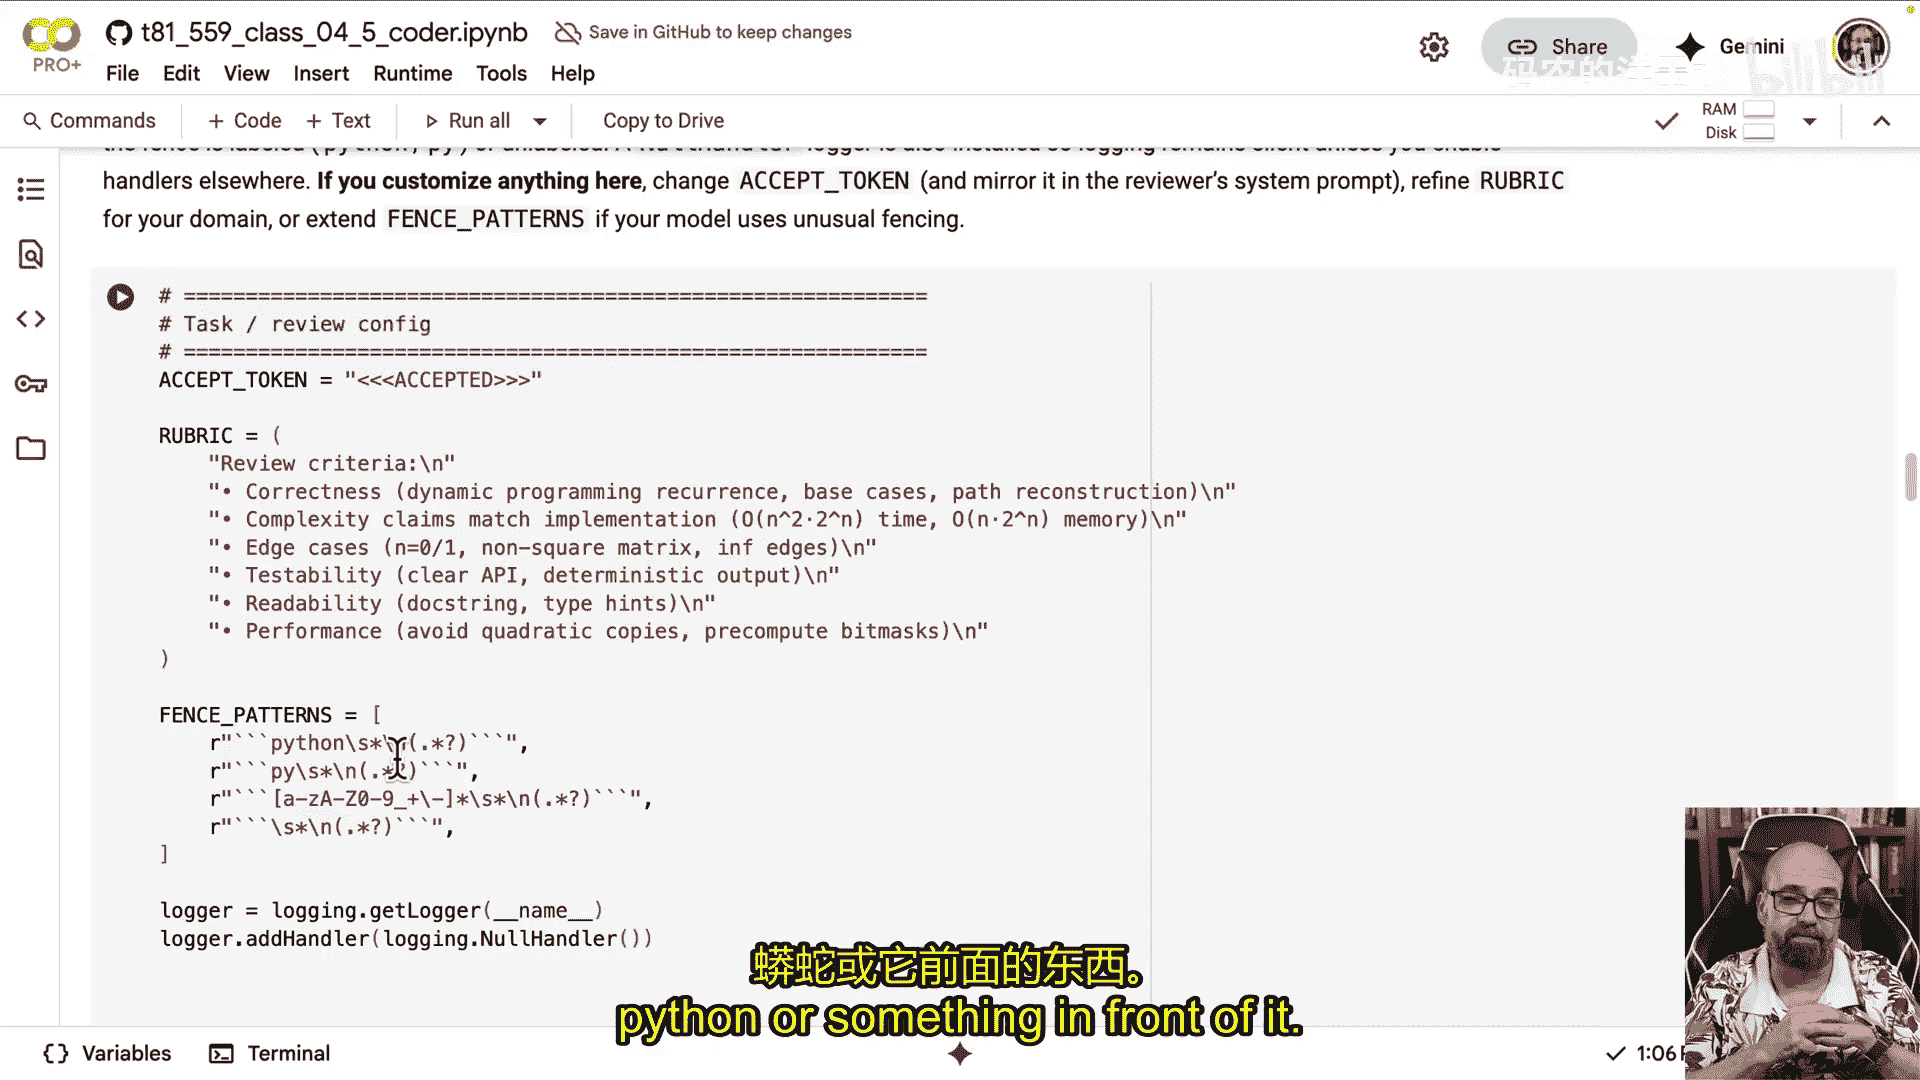 t81_559_class_04_5_coder.ipynb
Save in GitHub to keep changes
PRO+
File Edit View Insert Runtime Tools Help
Share
Gemini
码农的
bilibili
Commands
+ Code + Text
Run all
Copy to Drive
RAM
Disk
handlers elsewhere. If you customize anything here, change ACCEPT_TOKEN (and mirror it in the reviewer's system prompt), refine RUBRIC
for your domain, or extend FENCE_PATTERNS if your model uses unusual fencing.
# ============================================================
# Task / review config
# ============================================================
ACCEPT_TOKEN = "<<<ACCEPTED>>>"
RUBRIC = (
"Review criteria:\n"
"• Correctness (dynamic programming recurrence, base cases, path reconstruction)\n"
"• Complexity claims match implementation (O(n^2·2^n) time, O(n·2^n) memory)\n"
"• Edge cases (n=0/1, non-square matrix, inf edges)\n"
"• Testability (clear API, deterministic output)\n"
"• Readability (docstring, type hints)\n"
"• Performance (avoid quadratic copies, precompute bitmasks)\n"
)
FENCE_PATTERNS = [
r"```python\s*\n(.*?)```",
r"```py\s*\n(.*?)```",
r"```[a-zA-Z0-9_+\-]*\s*\n(.*?)```",
r"```\s*\n(.*?)```",
]
logger = logging.getLogger(__name__)
logger.addHandler(logging.NullHandler())
蟒蛇或它前面的东西。
python or something in front of it.
Variables
Terminal
1:06